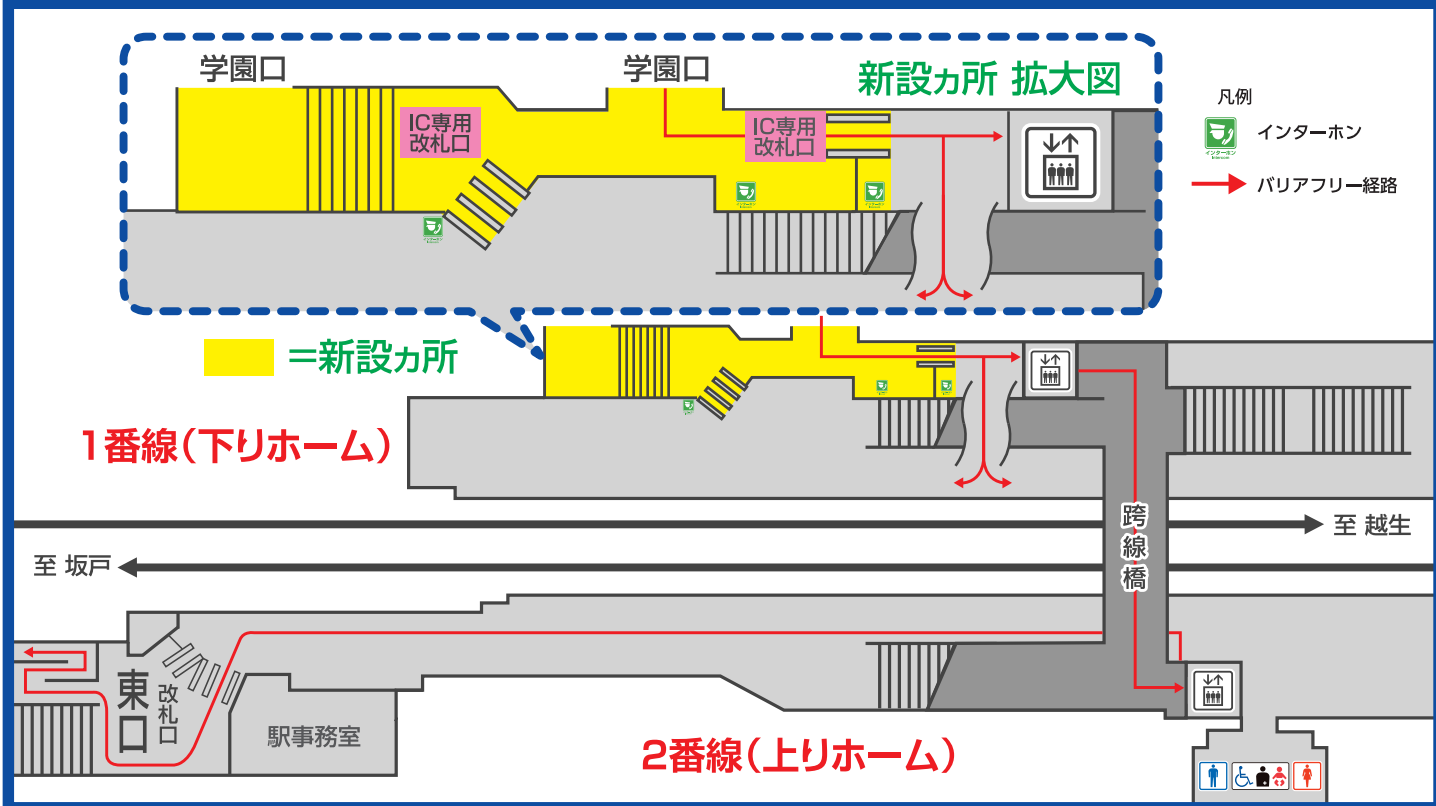 学園口
学園口
新設ヵ所 拡大図
凡例
IC専用
改札口
IC専用
改札口
インターホン
バリアフリー経路
＝新設ヵ所
1番線（下りホーム）
跨線橋
至 越生
至 坂戸
東口
改札口
駅事務室
2番線（上りホーム）